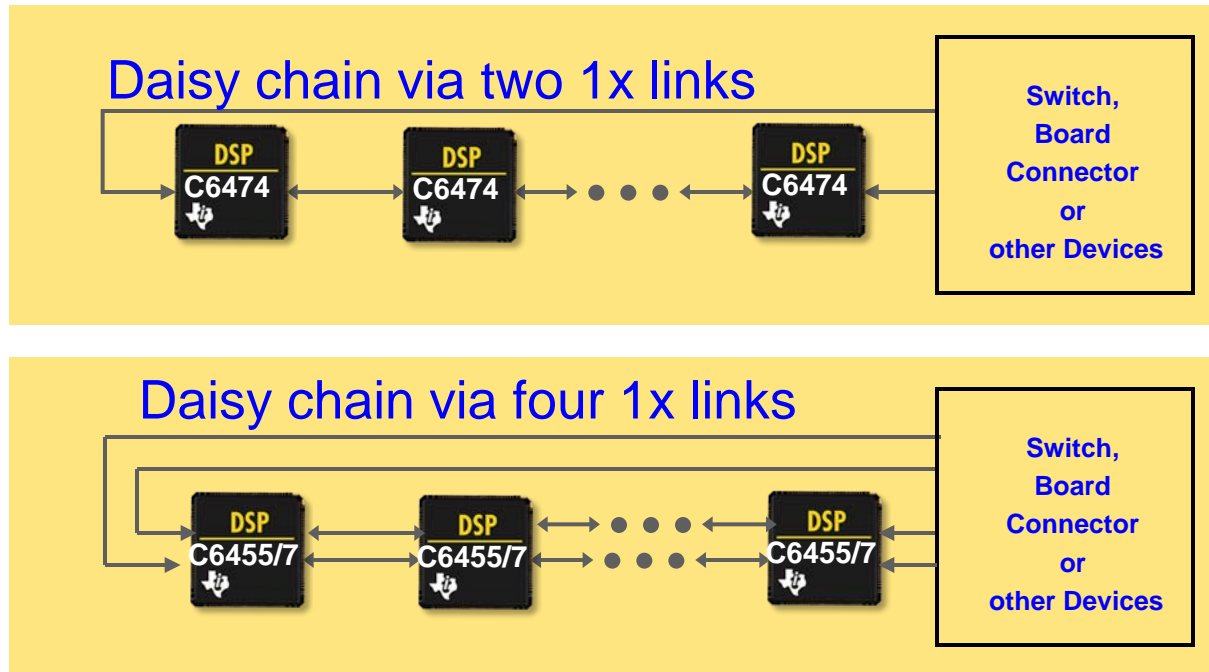 Daisy chain via two 1x links
Switch,
Board
Connector
or
other Devices
DSP
C6474
DSP
C6474
DSP
C6474
Daisy chain via four 1x links
Switch,
Board
Connector
or
other Devices
DSP
C6455/7
DSP
C6455/7
DSP
C6455/7